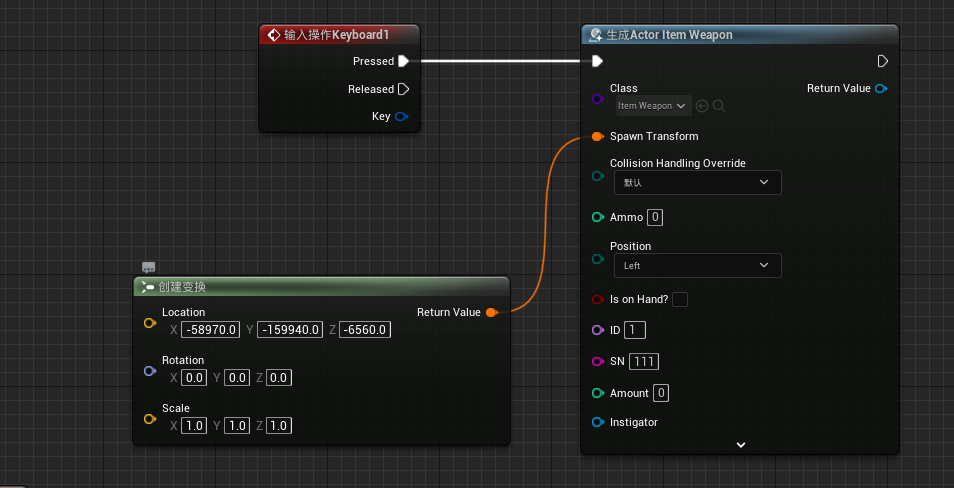 输入操作Keyboard1
Pressed
Released
Key
生成Actor Item Weapon
Class
Return Value
Item Weapon
Spawn Transform
Collision Handling Override
默认
Ammo 0
Position
Left
Is on Hand?
ID 1
SN 111
Amount 0
Instigator
创建变换
Location
Return Value
X -58970.0 Y -159940.0 Z -6560.0
Rotation
X 0.0 Y 0.0 Z 0.0
Scale
X 1.0 Y 1.0 Z 1.0